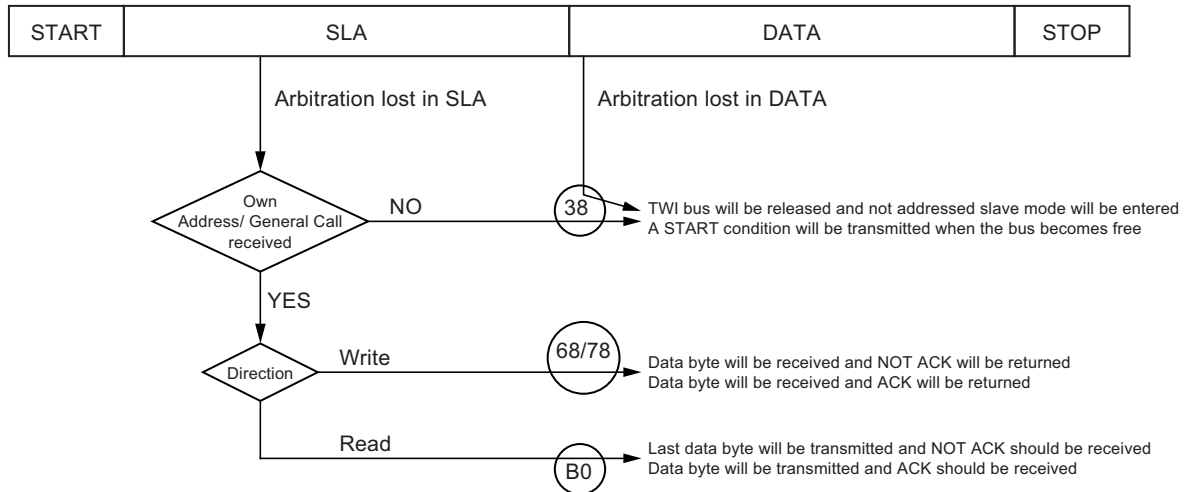 START SLA DATA STOP
Arbitration lost in SLA Arbitration lost in DATA
Own
Address/ General Call
received
NO
38
TWI bus will be released and not addressed slave mode will be entered
A START condition will be transmitted when the bus becomes free
YES
Direction
Write
68/78
Data byte will be received and NOT ACK will be returned
Data byte will be received and ACK will be returned
Read
B0
Last data byte will be transmitted and NOT ACK should be received
Data byte will be transmitted and ACK should be received